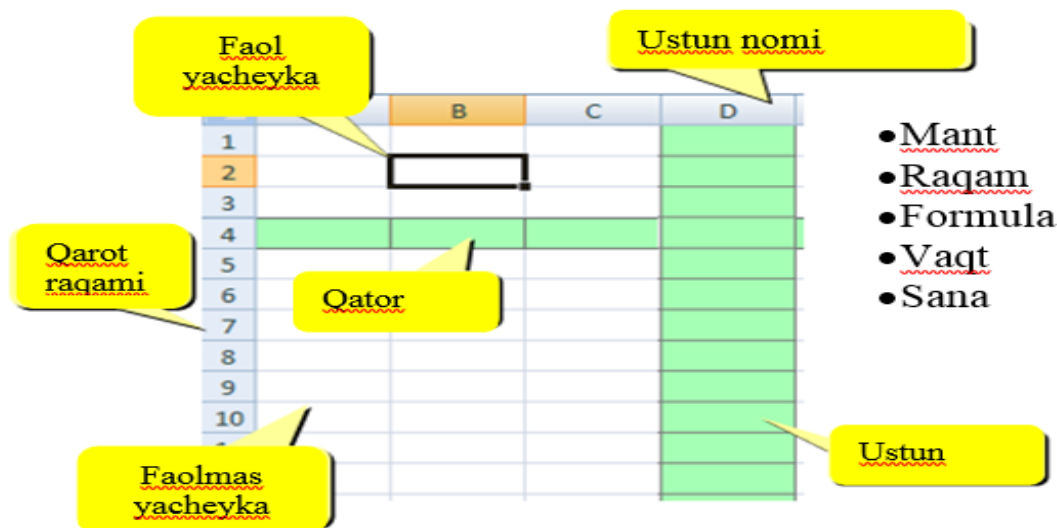 Faol
yacheyka
Ustun nomi
B
C
D
1
2
3
4
5
6
7
8
9
10
Qarot
raqami
Qator
Faolmas
yacheyka
Ustun
•Mant
•Raqam
•Formula
•Vaqt
•Sana